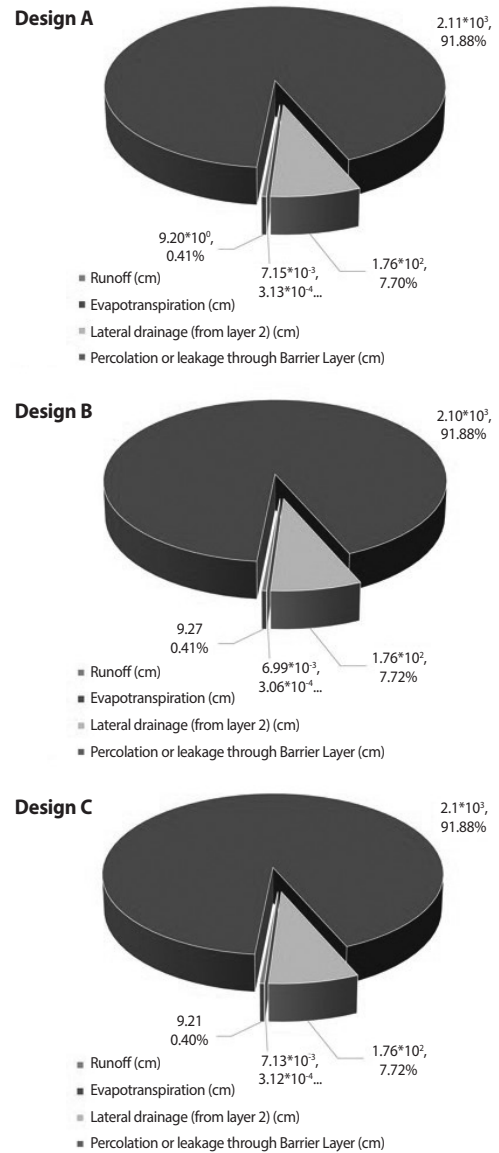 Design A
2.11*10³,
91.88%
9.20*10⁰,
0.41%
7.15*10⁻³,
3.13*10⁻⁴...
1.76*10²,
7.70%
■ Runoff (cm)
■ Evapotranspiration (cm)
■ Lateral drainage (from layer 2) (cm)
■ Percolation or leakage through Barrier Layer (cm)
Design B
2.10*10³,
91.88%
9.27
0.41%
6.99*10⁻³,
3.06*10⁻⁴...
1.76*10²,
7.72%
■ Runoff (cm)
■ Evapotranspiration (cm)
■ Lateral drainage (from layer 2) (cm)
■ Percolation or leakage through Barrier Layer (cm)
Design C
2.1*10³,
91.88%
9.21
0.40%
7.13*10⁻³,
3.12*10⁻⁴...
1.76*10²,
7.72%
■ Runoff (cm)
■ Evapotranspiration (cm)
■ Lateral drainage (from layer 2) (cm)
■ Percolation or leakage through Barrier Layer (cm)